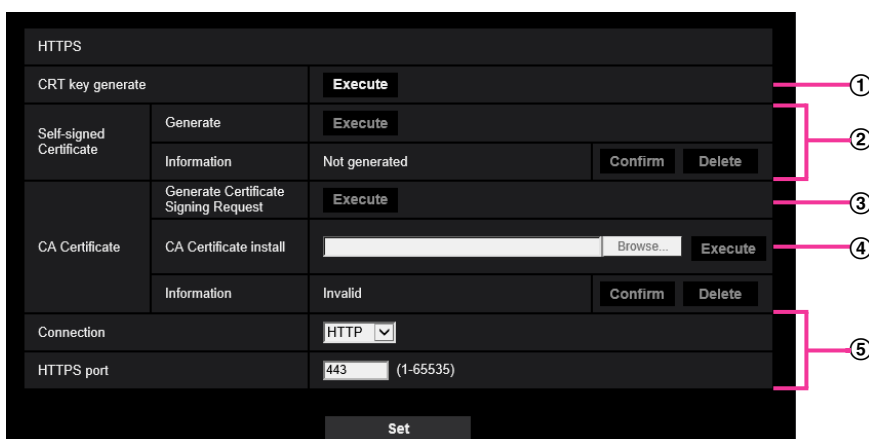 HTTPS
CRT key generate Execute ①
Self-signed Certificate
Generate Execute ②
Information Not generated Confirm Delete
CA Certificate
Generate Certificate Signing Request Execute ③
CA Certificate install Browse... Execute ④
Information Invalid Confirm Delete
Connection HTTP ⑤
HTTPS port 443 (1-65535)
Set